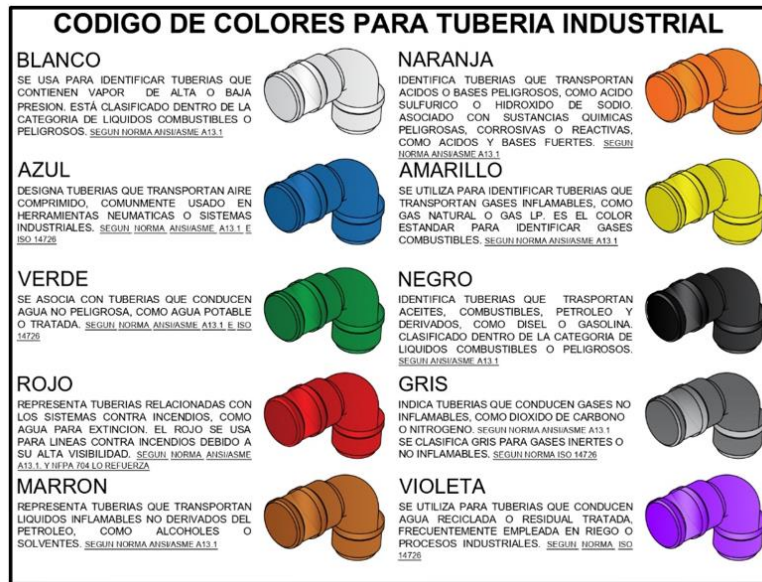 CODIGO DE COLORES PARA TUBERIA INDUSTRIAL
BLANCO
SE USA PARA IDENTIFICAR TUBERIAS QUE
CONTIENEN VAPOR DE ALTA O BAJA
PRESION. ESTÁ CLASIFICADO DENTRO DE LA
CATEGORIA DE LIQUIDOS COMBUSTIBLES O
PELIGROSOS. SEGUN NORMA ANSI/ASME A13.1
AZUL
DESIGNA TUBERIAS QUE TRANSPORTAN AIRE
COMPRIMIDO, COMUNMENTE USADO EN
HERRAMIENTAS NEUMATICAS O SISTEMAS
INDUSTRIALES. SEGUN NORMA ANSI/ASME A13.1 E
ISO 14726
VERDE
SE ASOCIA CON TUBERIAS QUE CONDUCEN
AGUA NO PELIGROSA, COMO AGUA POTABLE
O TRATADA. SEGUN NORMA ANSI/ASME A13.1 E ISO
14726
ROJO
REPRESENTA TUBERIAS RELACIONADAS CON
LOS SISTEMAS CONTRA INCENDIOS, COMO
AGUA PARA EXTINCION. EL ROJO SE USA
PARA LINEAS CONTRA INCENDIOS DEBIDO A
SU ALTA VISIBILIDAD. SEGUN NORMA ANSI/ASME
A13.1. Y NFPA 704 LO REFUERZA
MARRON
REPRESENTA TUBERIAS QUE TRANSPORTAN
LIQUIDOS INFLAMABLES NO DERIVADOS DEL
PETROLEO, COMO ALCOHOLES O
SOLVENTES. SEGUN NORMA ANSI/ASME A13.1
NARANJA
IDENTIFICA TUBERIAS QUE TRANSPORTAN
ACIDOS O BASES PELIGROSOS, COMO ACIDO
SULFURICO O HIDROXIDO DE SODIO.
ASOCIADO CON SUSTANCIAS QUIMICAS
PELIGROSAS, CORROSIVAS O REACTIVAS,
COMO ACIDOS Y BASES FUERTES. SEGUN
NORMA ANSI/ASME A13.1
AMARILLO
SE UTILIZA PARA IDENTIFICAR TUBERIAS QUE
TRANSPORTAN GASES INFLAMABLES, COMO
GAS NATURAL O GAS LP. ES EL COLOR
ESTANDAR PARA IDENTIFICAR GASES
COMBUSTIBLES. SEGUN NORMA ANSI/ASME A13.1
NEGRO
IDENTIFICA TUBERIAS QUE TRASPORTAN
ACEITES, COMBUSTIBLES, PETROLEO Y
DERIVADOS, COMO DISEL O GASOLINA.
CLASIFICADO DENTRO DE LA CATEGORIA DE
LIQUIDOS COMBUSTIBLES O PELIGROSOS.
SEGUN ANSI/ASME A13.1
GRIS
INDICA TUBERIAS QUE CONDUCEN GASES NO
INFLAMABLES, COMO DIOXIDO DE CARBONO
O NITROGENO. SEGUN NORMA ANSI/ASME A13.1
SE CLASIFICA GRIS PARA GASES INERTES O
NO INFLAMABLES. SEGUN NORMA ISO 14726
VIOLETA
SE UTILIZA PARA TUBERIAS QUE CONDUCEN
AGUA RECICLADA O RESIDUAL TRATADA,
FRECUENTEMENTE EMPLEADA EN RIEGO O
PROCESOS INDUSTRIALES. SEGUN NORMA ISO
14726